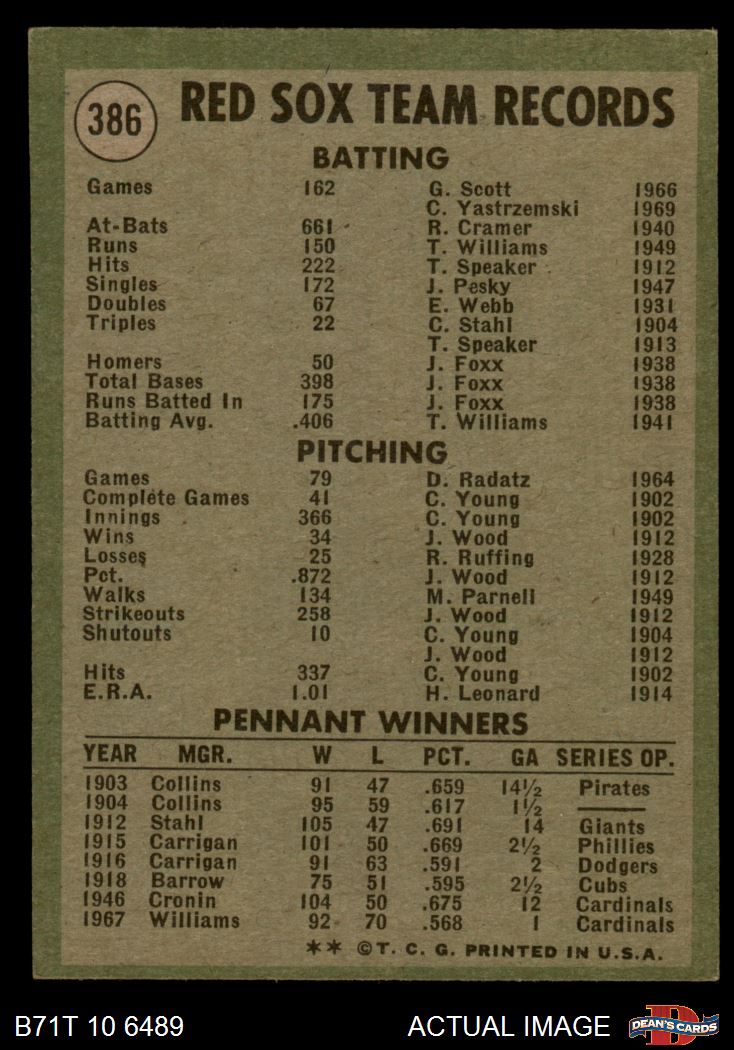 386 RED SOX TEAM RECORDS
BATTING
Games 162 G. Scott 1966
C. Yastrzemski 1969
At-Bats 661 R. Cramer 1940
Runs 150 T. Williams 1949
Hits 222 T. Speaker 1912
Singles 172 J. Pesky 1947
Doubles 67 E. Webb 1931
Triples 22 C. Stahl 1904
T. Speaker 1913
Homers 50 J. Foxx 1938
Total Bases 398 J. Foxx 1938
Runs Batted In 175 J. Foxx 1938
Batting Avg. .406 T. Williams 1941
PITCHING
Games 79 D. Radatz 1964
Complete Games 41 C. Young 1902
Innings 366 C. Young 1902
Wins 34 J. Wood 1912
Losses 25 R. Ruffing 1928
Pct. .872 J. Wood 1912
Walks 134 M. Parnell 1949
Strikeouts 258 J. Wood 1912
Shutouts 10 C. Young 1904
J. Wood 1912
Hits 337 C. Young 1902
E.R.A. 1.01 H. Leonard 1914
PENNANT WINNERS
YEAR MGR. W L PCT. GA SERIES OP.
1903 Collins 91 47 .659 14½ Pirates
1904 Collins 95 59 .617 1½ ———
1912 Stahl 105 47 .691 14 Giants
1915 Carrigan 101 50 .669 2½ Phillies
1916 Carrigan 91 63 .591 2 Dodgers
1918 Barrow 75 51 .595 2½ Cubs
1946 Cronin 104 50 .675 12 Cardinals
1967 Williams 92 70 .568 1 Cardinals
** ©T. C. G. PRINTED IN U.S.A.
B71T 10 6489 ACTUAL IMAGE D DEAN'S CARDS